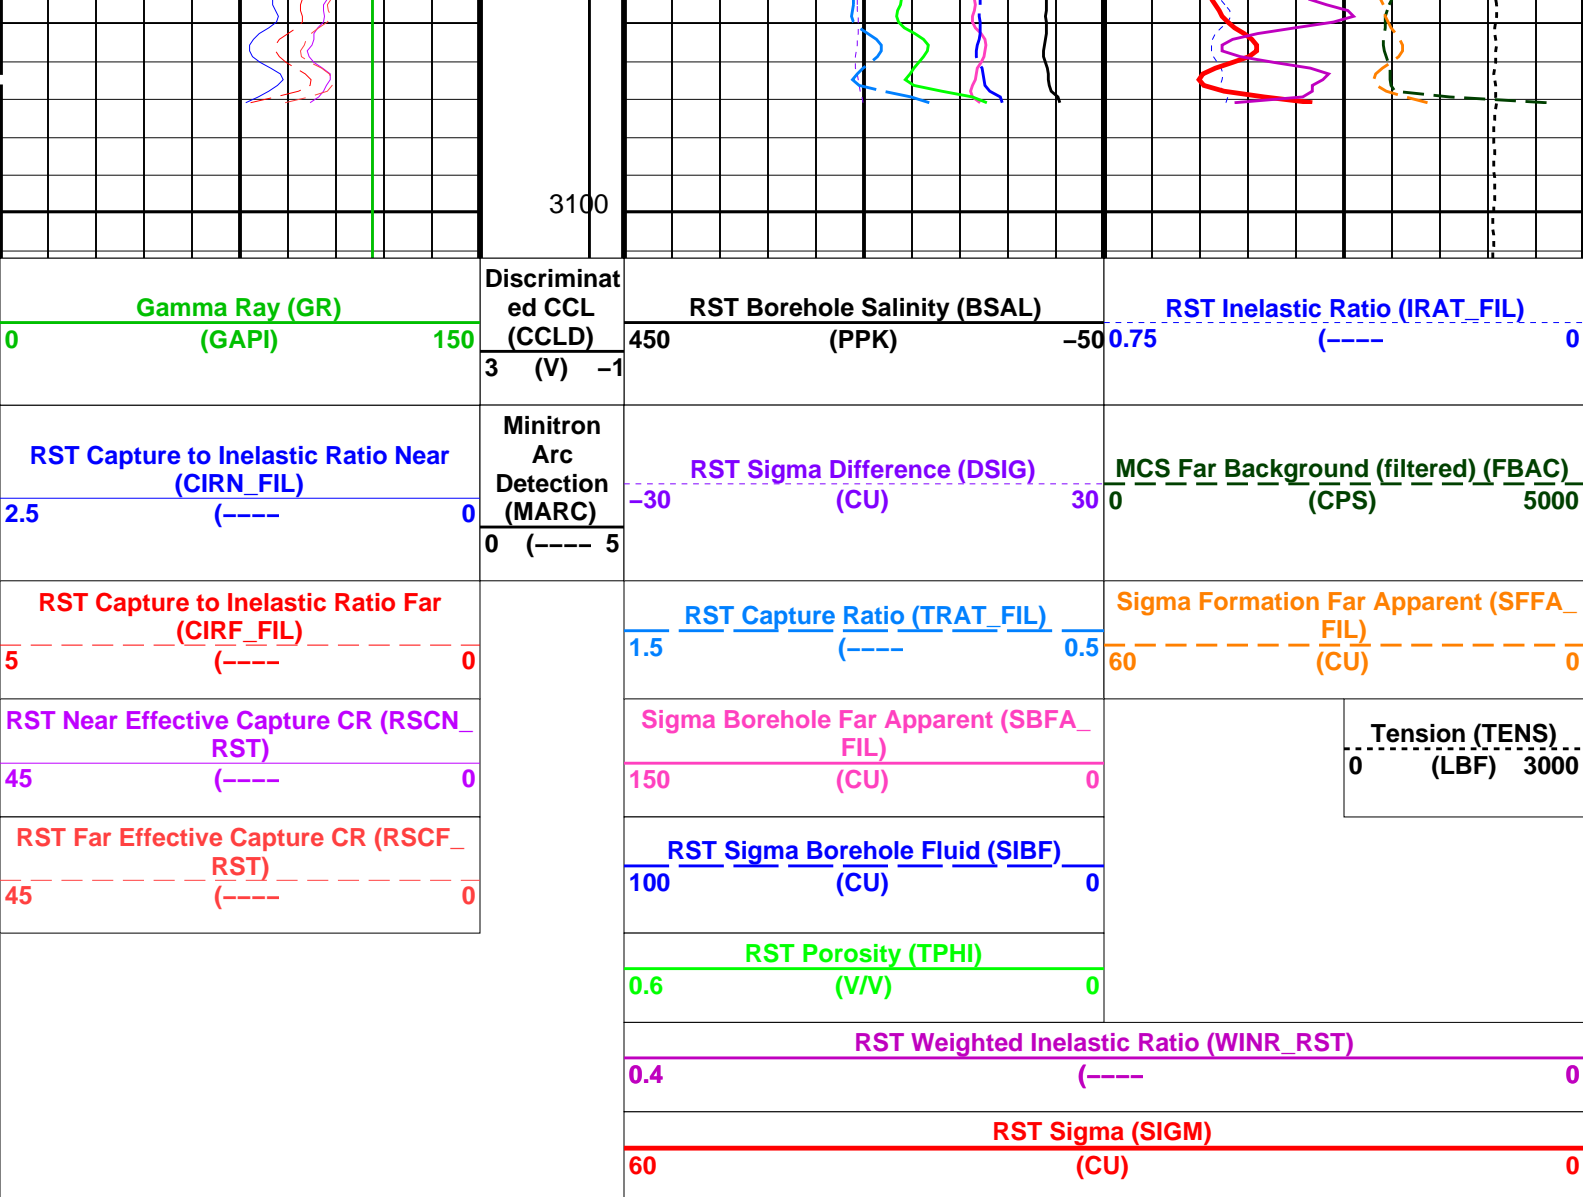 3100
Gamma Ray (GR)
0 (GAPI) 150
Discriminat
ed CCL
(CCLD)
3 (V) −1
RST Borehole Salinity (BSAL)
450 (PPK) −50
RST Inelastic Ratio (IRAT_FIL)
0.75 (−−−− 0
RST Capture to Inelastic Ratio Near
(CIRN_FIL)
2.5 (−−−− 0
Minitron
Arc
Detection
(MARC)
0 (−−−− 5
RST Sigma Difference (DSIG)
−30 (CU) 30
MCS Far Background (filtered) (FBAC)
0 (CPS) 5000
RST Capture to Inelastic Ratio Far
(CIRF_FIL)
5 (−−−− 0
RST Capture Ratio (TRAT_FIL)
1.5 (−−−− 0.5
Sigma Formation Far Apparent (SFFA_
FIL)
60 (CU) 0
RST Near Effective Capture CR (RSCN_
RST)
45 (−−−− 0
Sigma Borehole Far Apparent (SBFA_
FIL)
150 (CU) 0
Tension (TENS)
0 (LBF) 3000
RST Far Effective Capture CR (RSCF_
RST)
45 (−−−− 0
RST Sigma Borehole Fluid (SIBF)
100 (CU) 0
RST Porosity (TPHI)
0.6 (V/V) 0
RST Weighted Inelastic Ratio (WINR_RST)
0.4 (−−−− 0
RST Sigma (SIGM)
60 (CU) 0